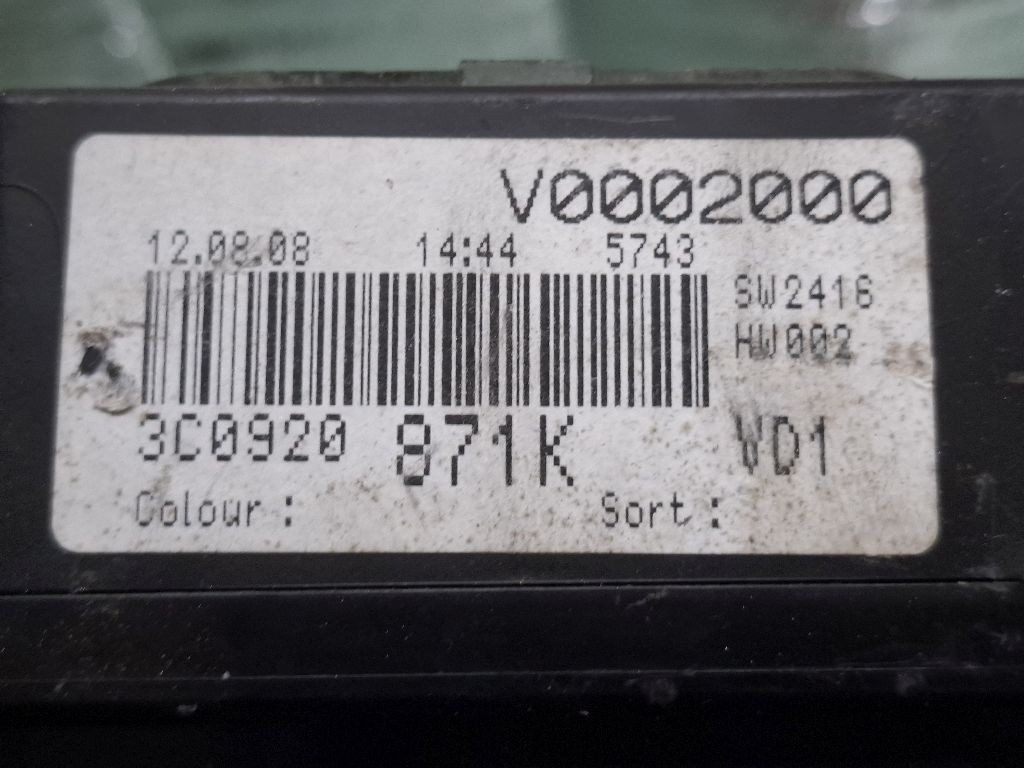 V0002000
12.08.08 14:44 5743
SW2416
HW002
3C0920 871K VD1
Colour : Sort :